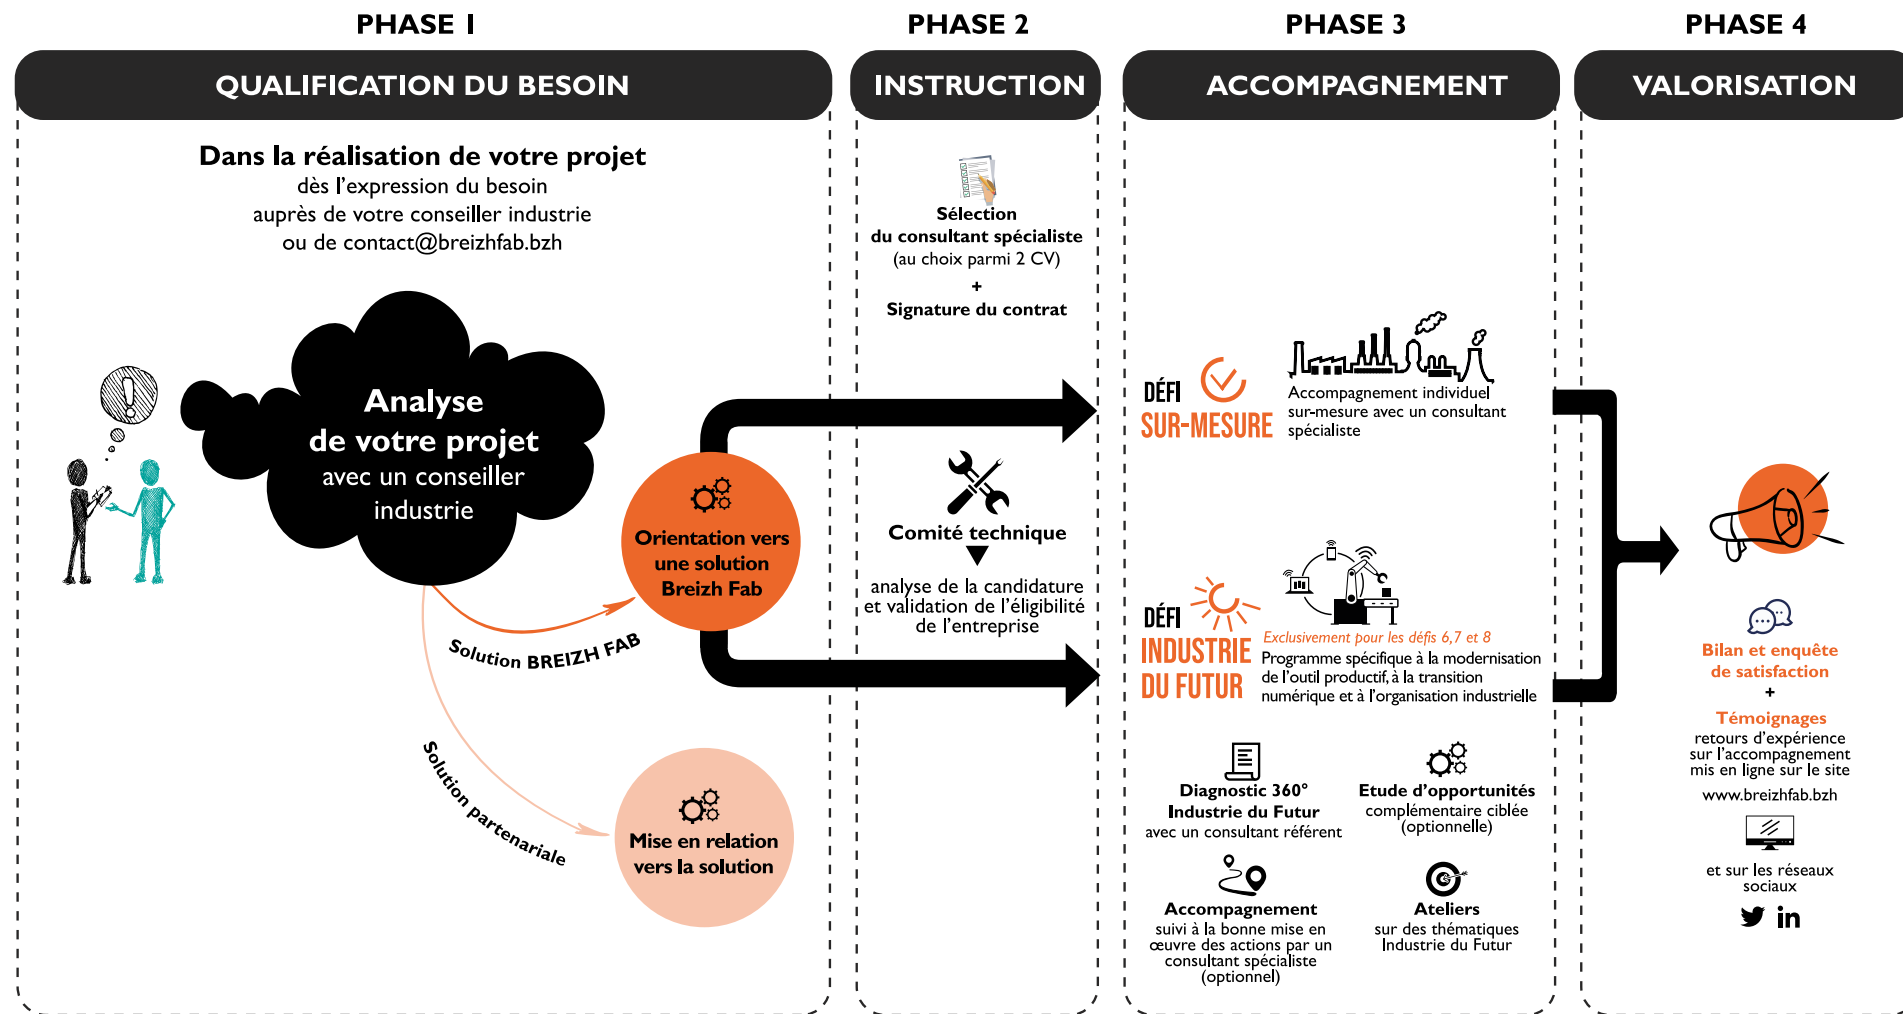 PHASE 1
QUALIFICATION DU BESOIN
Dans la réalisation de votre projet
dès l'expression du besoin
auprès de votre conseiller industrie
ou de contact@breizhfab.bzh
Analyse
de votre projet
avec un conseiller
industrie
Orientation vers
une solution
Breizh Fab
Solution BREIZH FAB
Solution partenariale
Mise en relation
vers la solution
PHASE 2
INSTRUCTION
Sélection
du consultant spécialiste
(au choix parmi 2 CV)
+
Signature du contrat
Comité technique
analyse de la candidature
et validation de l'éligibilité
de l'entreprise
PHASE 3
ACCOMPAGNEMENT
DÉFI
SUR-MESURE
Accompagnement individuel
sur-mesure avec un consultant
spécialiste
DÉFI
INDUSTRIE
DU FUTUR
Exclusivement pour les défis 6,7 et 8
Programme spécifique à la modernisation
de l'outil productif, à la transition
numérique et à l'organisation industrielle
Diagnostic 360°
Industrie du Futur
avec un consultant référent
Etude d'opportunités
complémentaire ciblée
(optionnelle)
Accompagnement
suivi à la bonne mise en
œuvre des actions par un
consultant spécialiste
(optionnel)
Ateliers
sur des thématiques
Industrie du Futur
PHASE 4
VALORISATION
Bilan et enquête
de satisfaction
+
Témoignages
retours d'expérience
sur l'accompagnement
mis en ligne sur le site
www.breizhfab.bzh
et sur les réseaux
sociaux
in